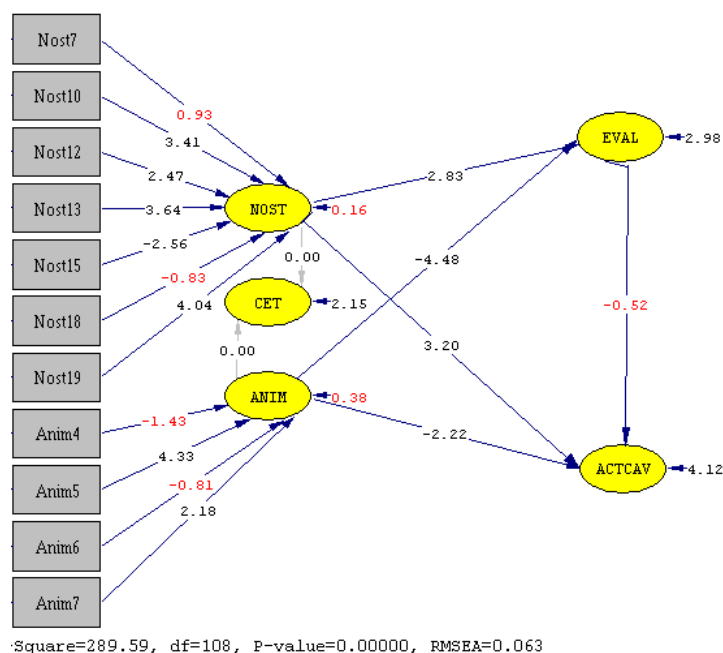 Nost7
Nost10
Nost12
Nost13
Nost15
Nost18
Nost19
Anim4
Anim5
Anim6
Anim7
0.93
3.41
2.47
3.64
-2.56
-0.83
4.04
-1.43
4.33
-0.81
2.18
NOST
0.16
0.00
CET
2.15
0.00
ANIM
0.38
2.83
-4.48
3.20
-2.22
EVAL
2.98
-0.52
ACTCAV
4.12
-Square=289.59, df=108, P-value=0.00000, RMSEA=0.063